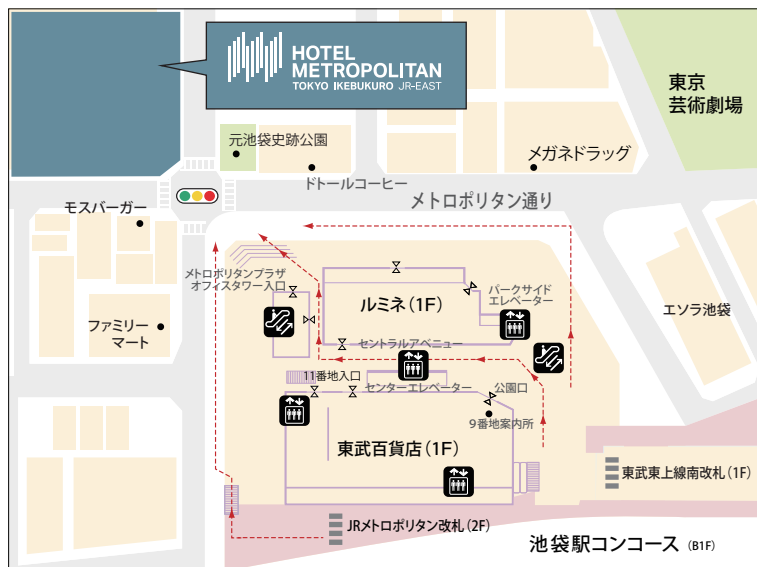 HOTEL
METROPOLITAN
TOKYO IKEBUKURO JR-EAST
東京
芸術劇場
元池袋史跡公園
メガネドラッグ
ドトールコーヒー
メトロポリタン通り
モスバーガー
メトロポリタンプラザ
オフィスタワー入口
パークサイド
エレベーター
ルミネ(1F)
エソラ池袋
ファミリー
マート
セントラルアベニュー
11番地入口
センターエレベーター
公園口
9番地案内所
東武百貨店(1F)
東武東上線南改札(1F)
JRメトロポリタン改札(2F)
池袋駅コンコース (B1F)